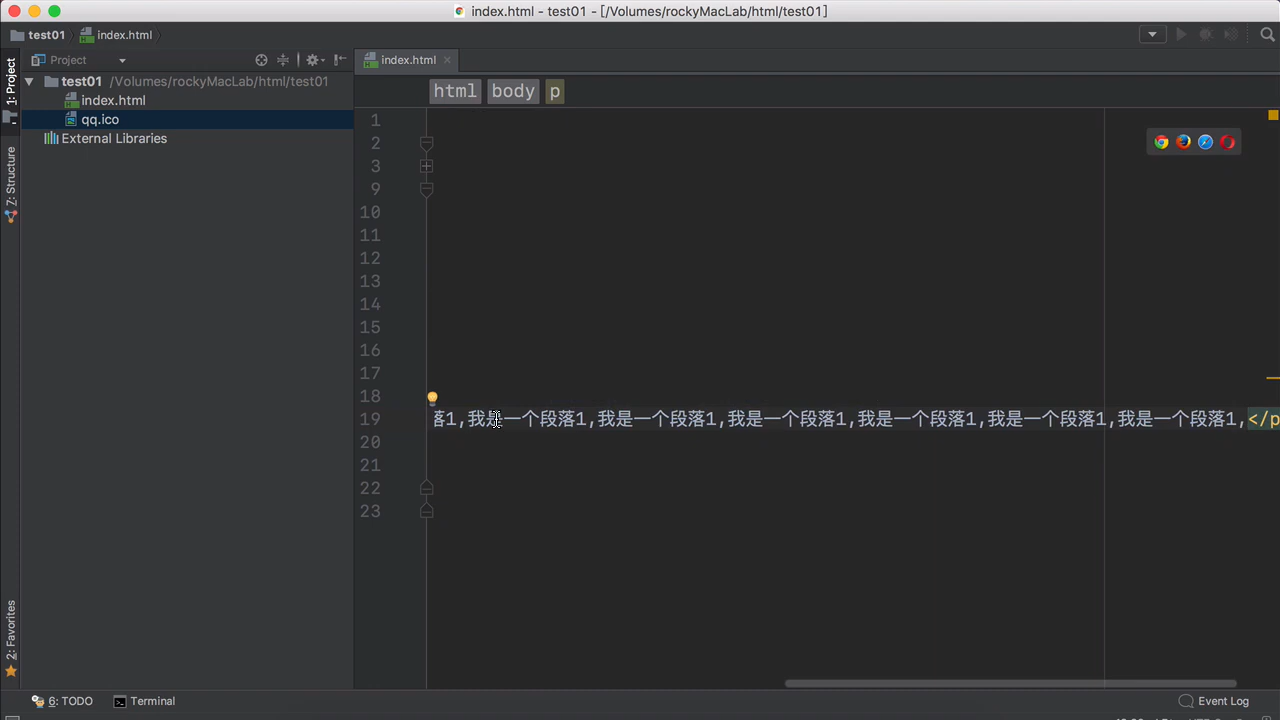 index.html - test01 - [/Volumes/rockyMacLab/html/test01]
test01 index.html
Project
index.html
test01 /Volumes/rockyMacLab/html/test01
index.html
qq.ico
External Libraries
1: Project
7: Structure
2: Favorites
html body p
1
2
3
9
10
11
12
13
14
15
16
17
18
19 落1,我是一个段落1,我是一个段落1,我是一个段落1,我是一个段落1,我是一个段落1,我是一个段落1,</p
20
21
22
23
6: TODO Terminal Event Log